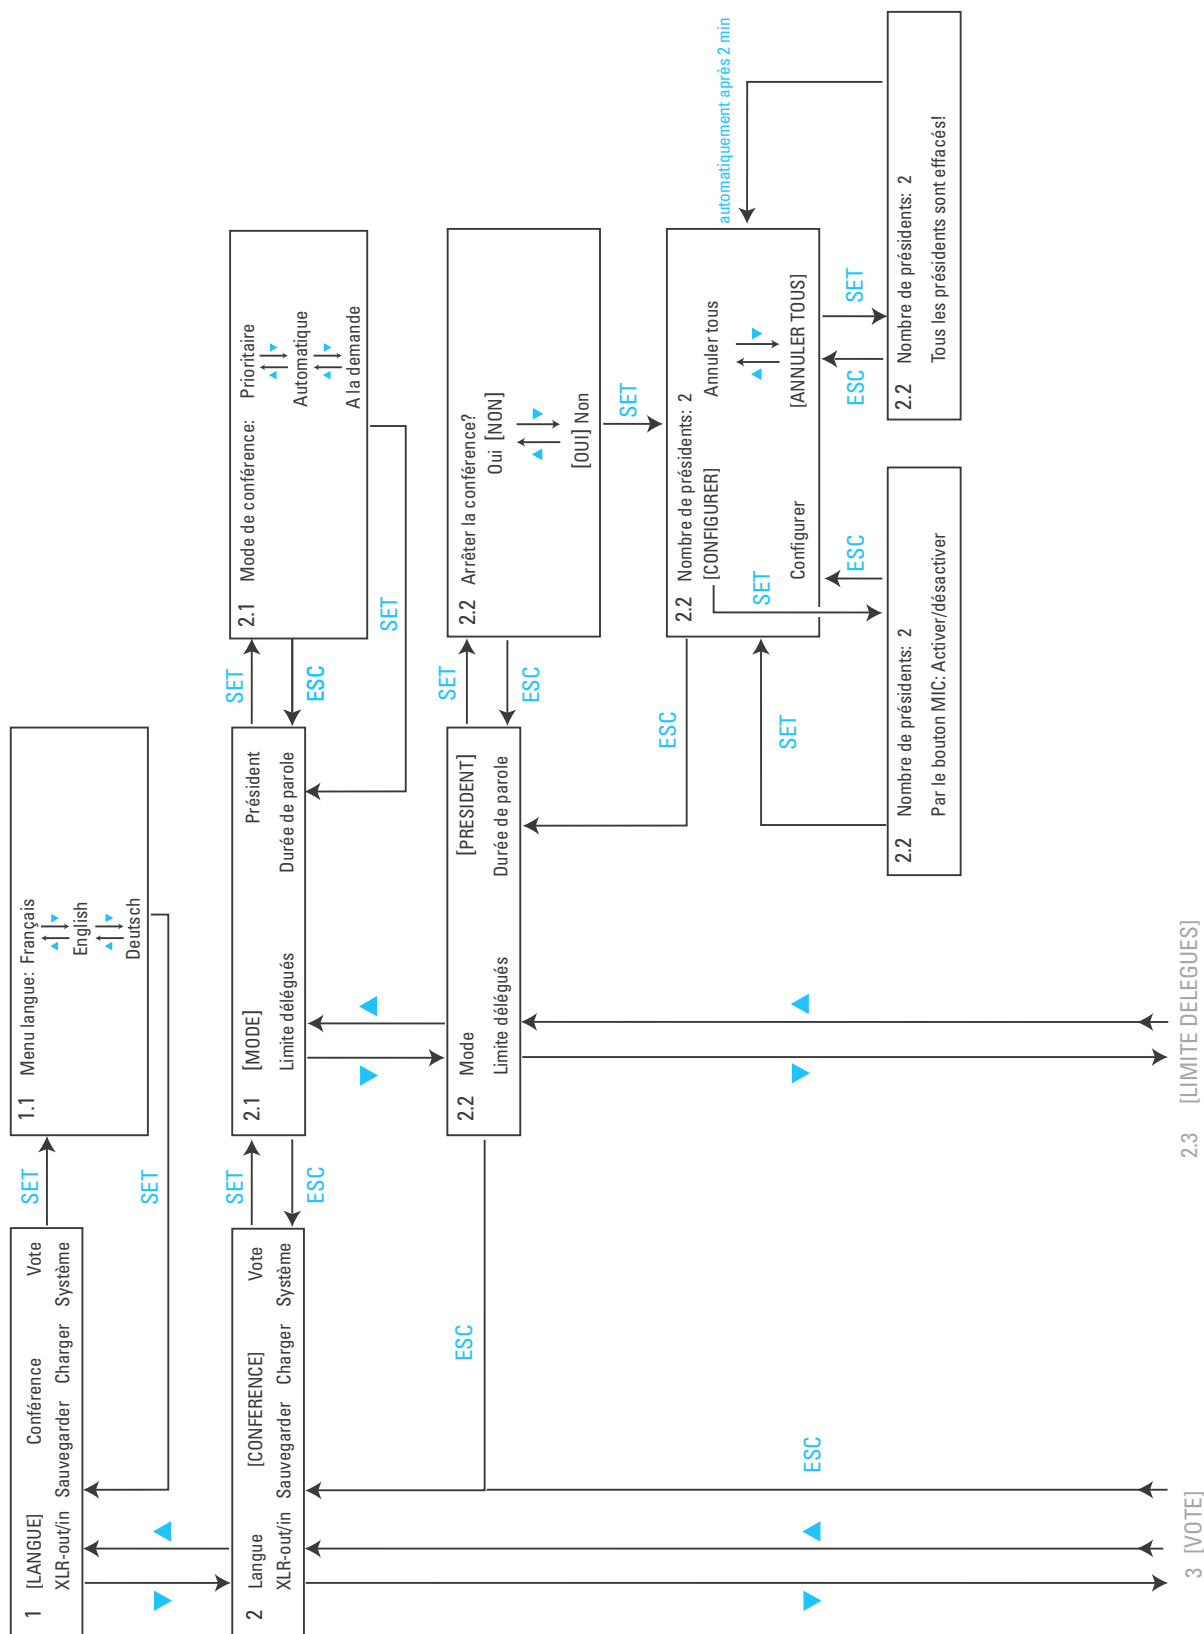 1 [LANGUE] Conférence Vote
XLR-out/in Sauvegarder Charger Système
SET
1.1 Menu langue: Français
English
Deutsch
SET
2 Langue [CONFERENCE] Vote
XLR-out/in Sauvegarder Charger Système
SET
ESC
2.1 [MODE] Président
Limite délégués Durée de parole
SET
ESC
2.1 Mode de conférence: Prioritaire
Automatique
A la demande
SET
ESC
2.2 Mode [PRESIDENT]
Limite délégués Durée de parole
SET
ESC
2.2 Arrêter la conférence?
Oui [NON]
[OUI] Non
SET
ESC
2.2 Nombre de présidents: 2
[CONFIGURER] Annuler tous
Configurer [ANNULER TOUS]
automatiquement après 2 min
SET
SET
ESC
ESC
SET
2.2 Nombre de présidents: 2
Par le bouton MIC: Activer/désactiver
2.2 Nombre de présidents: 2
Tous les présidents sont effacés!
ESC
3 [VOTE]
2.3 [LIMITE DELEGUES]